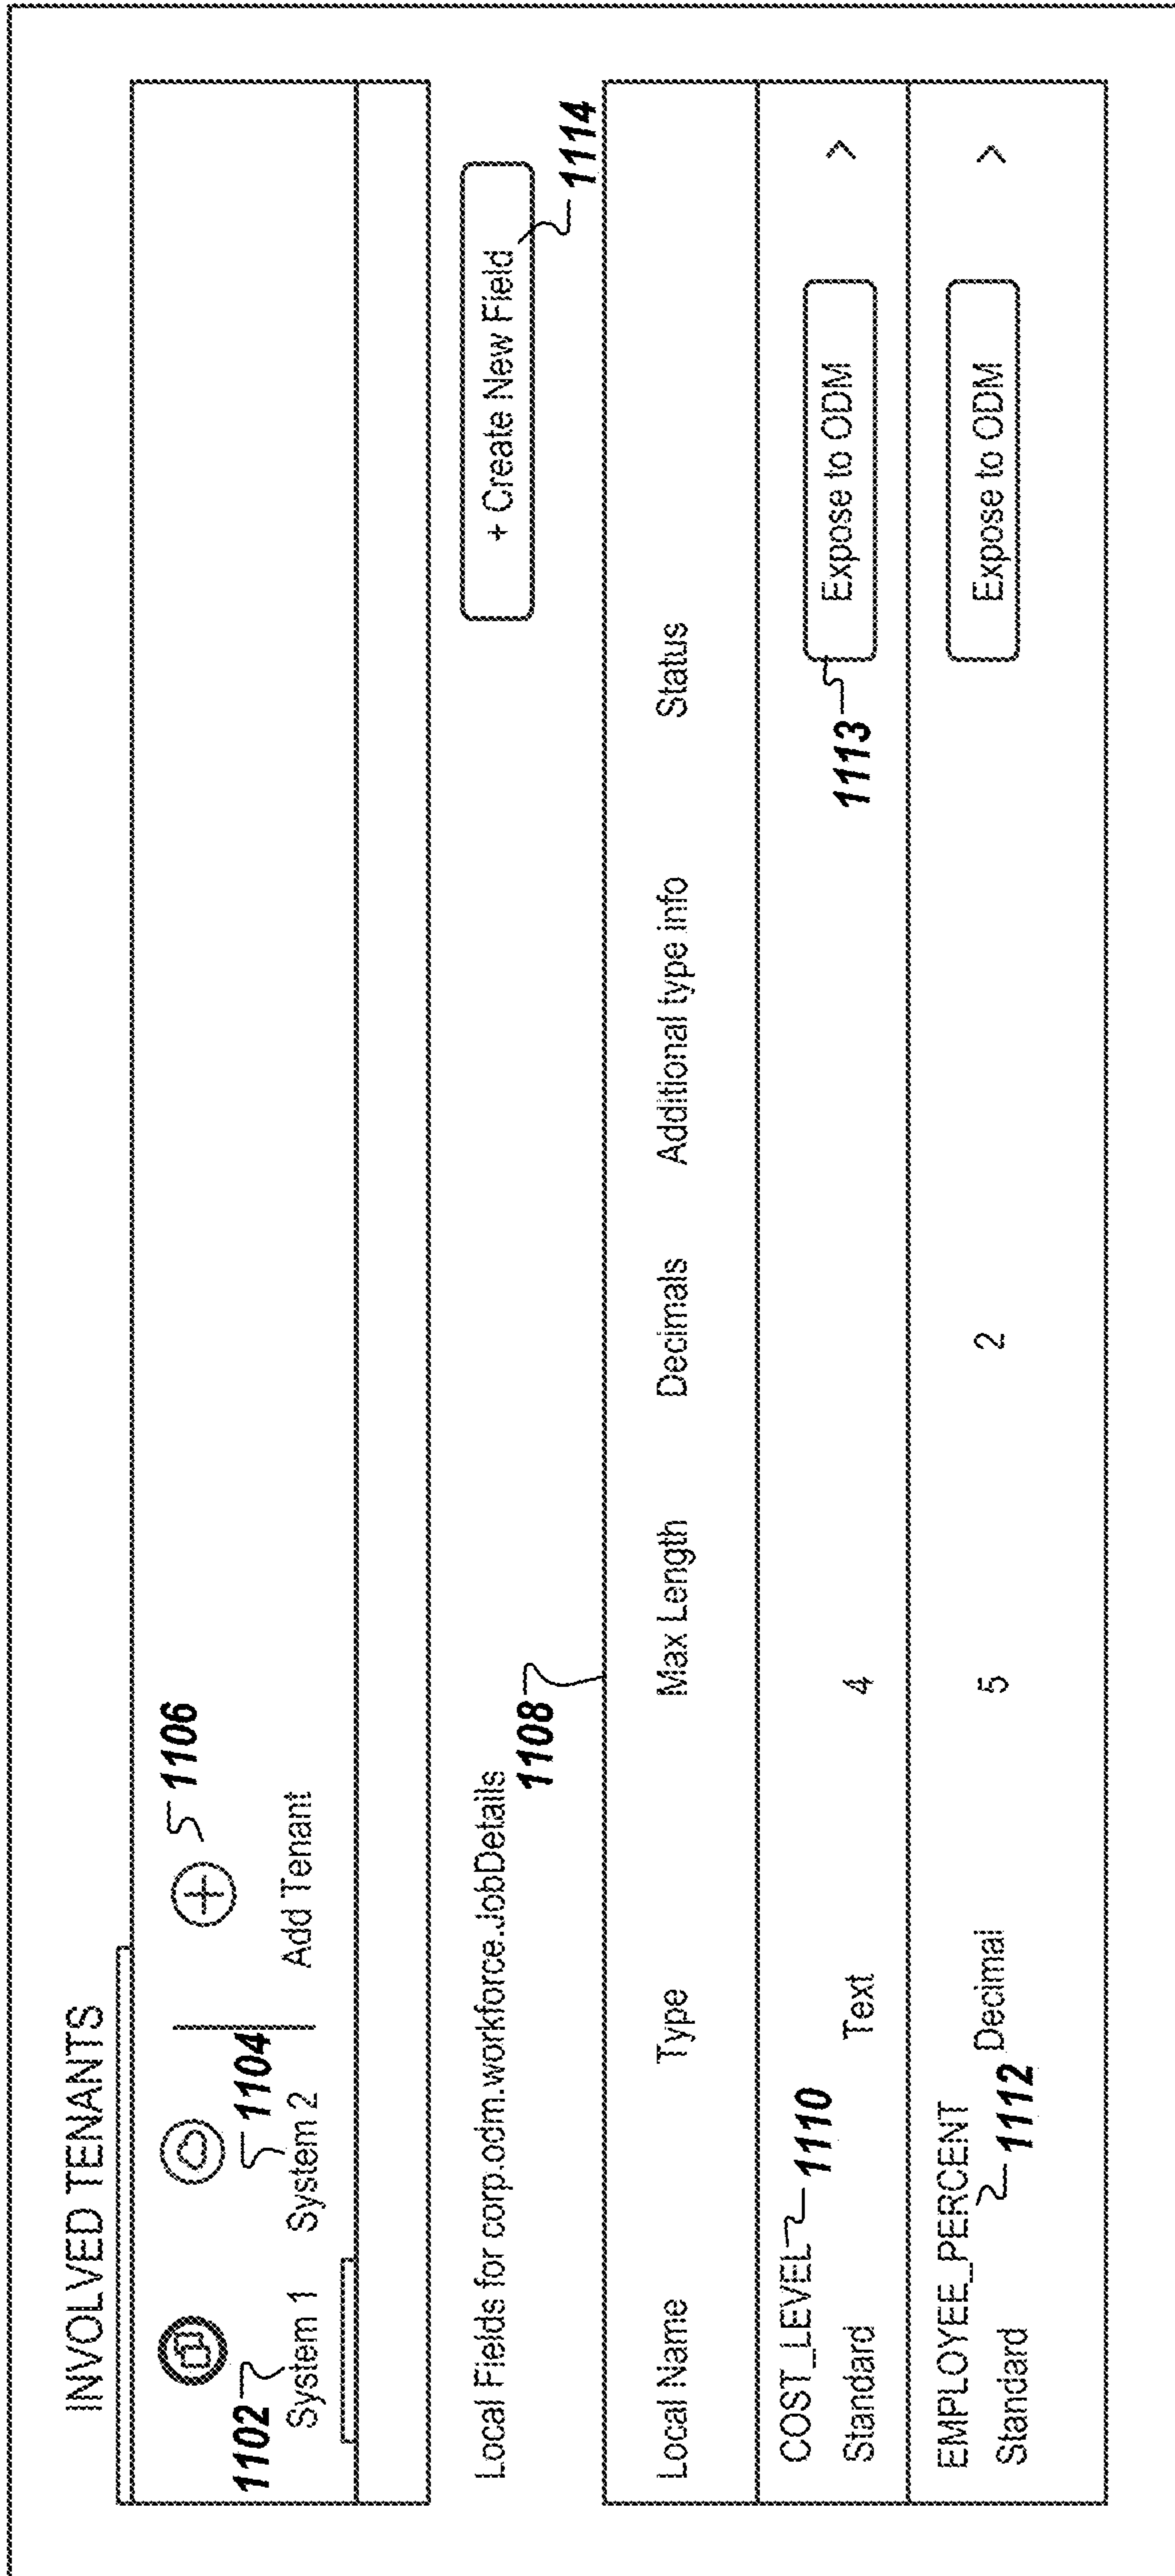 INVOLVED TENANTS
1106
1102
1104
System 1 System 2 Add Tenant
Local Fields for corp.odm.workforce.JobDetails
+ Create New Field
1108
1114
Local Name Type Max Length Decimals Additional type info Status
COST_LEVEL 1110
Standard Text 4 1113 Expose to ODM >
EMPLOYEE_PERCENT
Standard 1112 Decimal 5 2 Expose to ODM >